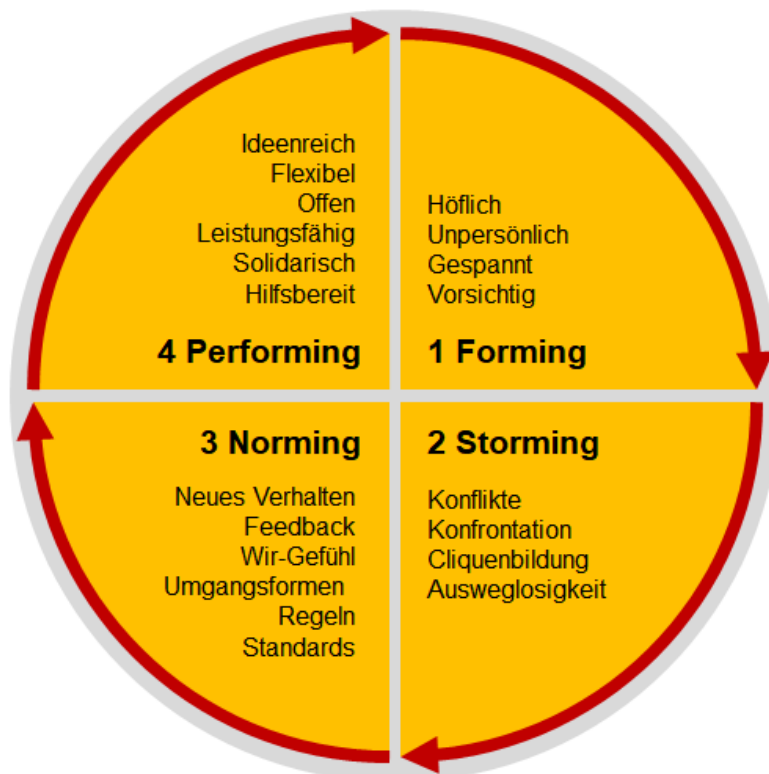 Ideenreich
Flexibel
Offen
Leistungsfähig
Solidarisch
Hilfsbereit
4 Performing
Höflich
Unpersönlich
Gespannt
Vorsichtig
1 Forming
3 Norming
Neues Verhalten
Feedback
Wir-Gefühl
Umgangsformen
Regeln
Standards
2 Storming
Konflikte
Konfrontation
Cliquenbildung
Ausweglosigkeit